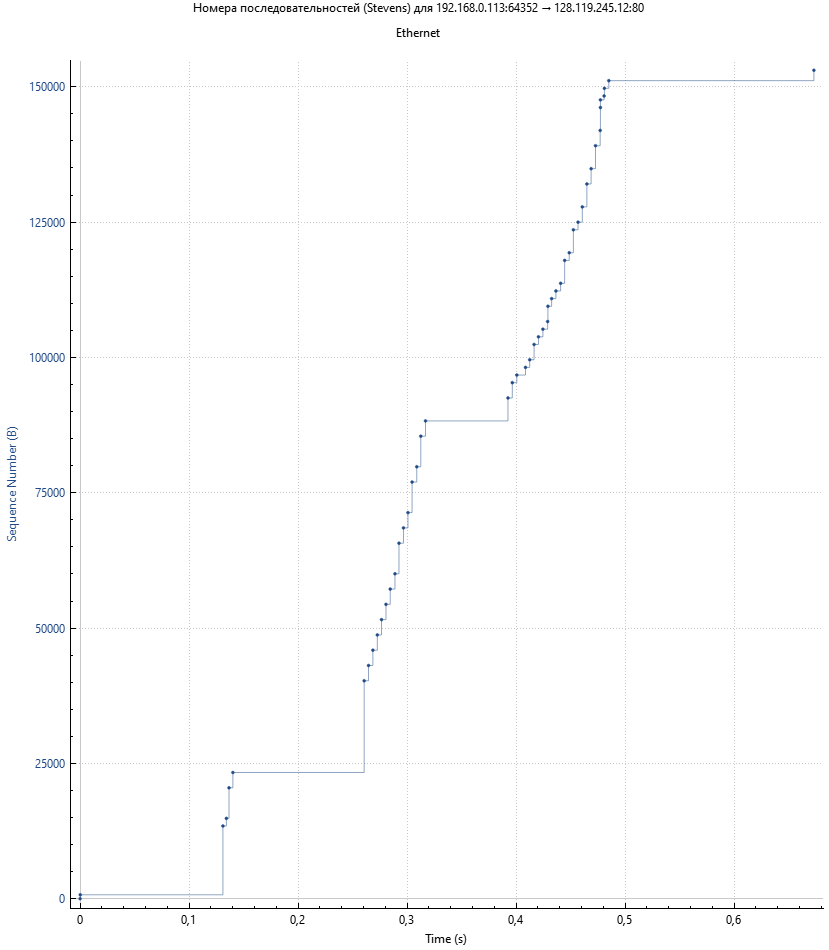 Номера последовательностей (Stevens) для 192.168.0.113:64352 → 128.119.245.12:80
Ethernet
150000
125000
100000
75000
50000
25000
0
Sequence Number (B)
0 0,1 0,2 0,3 0,4 0,5 0,6
Time (s)